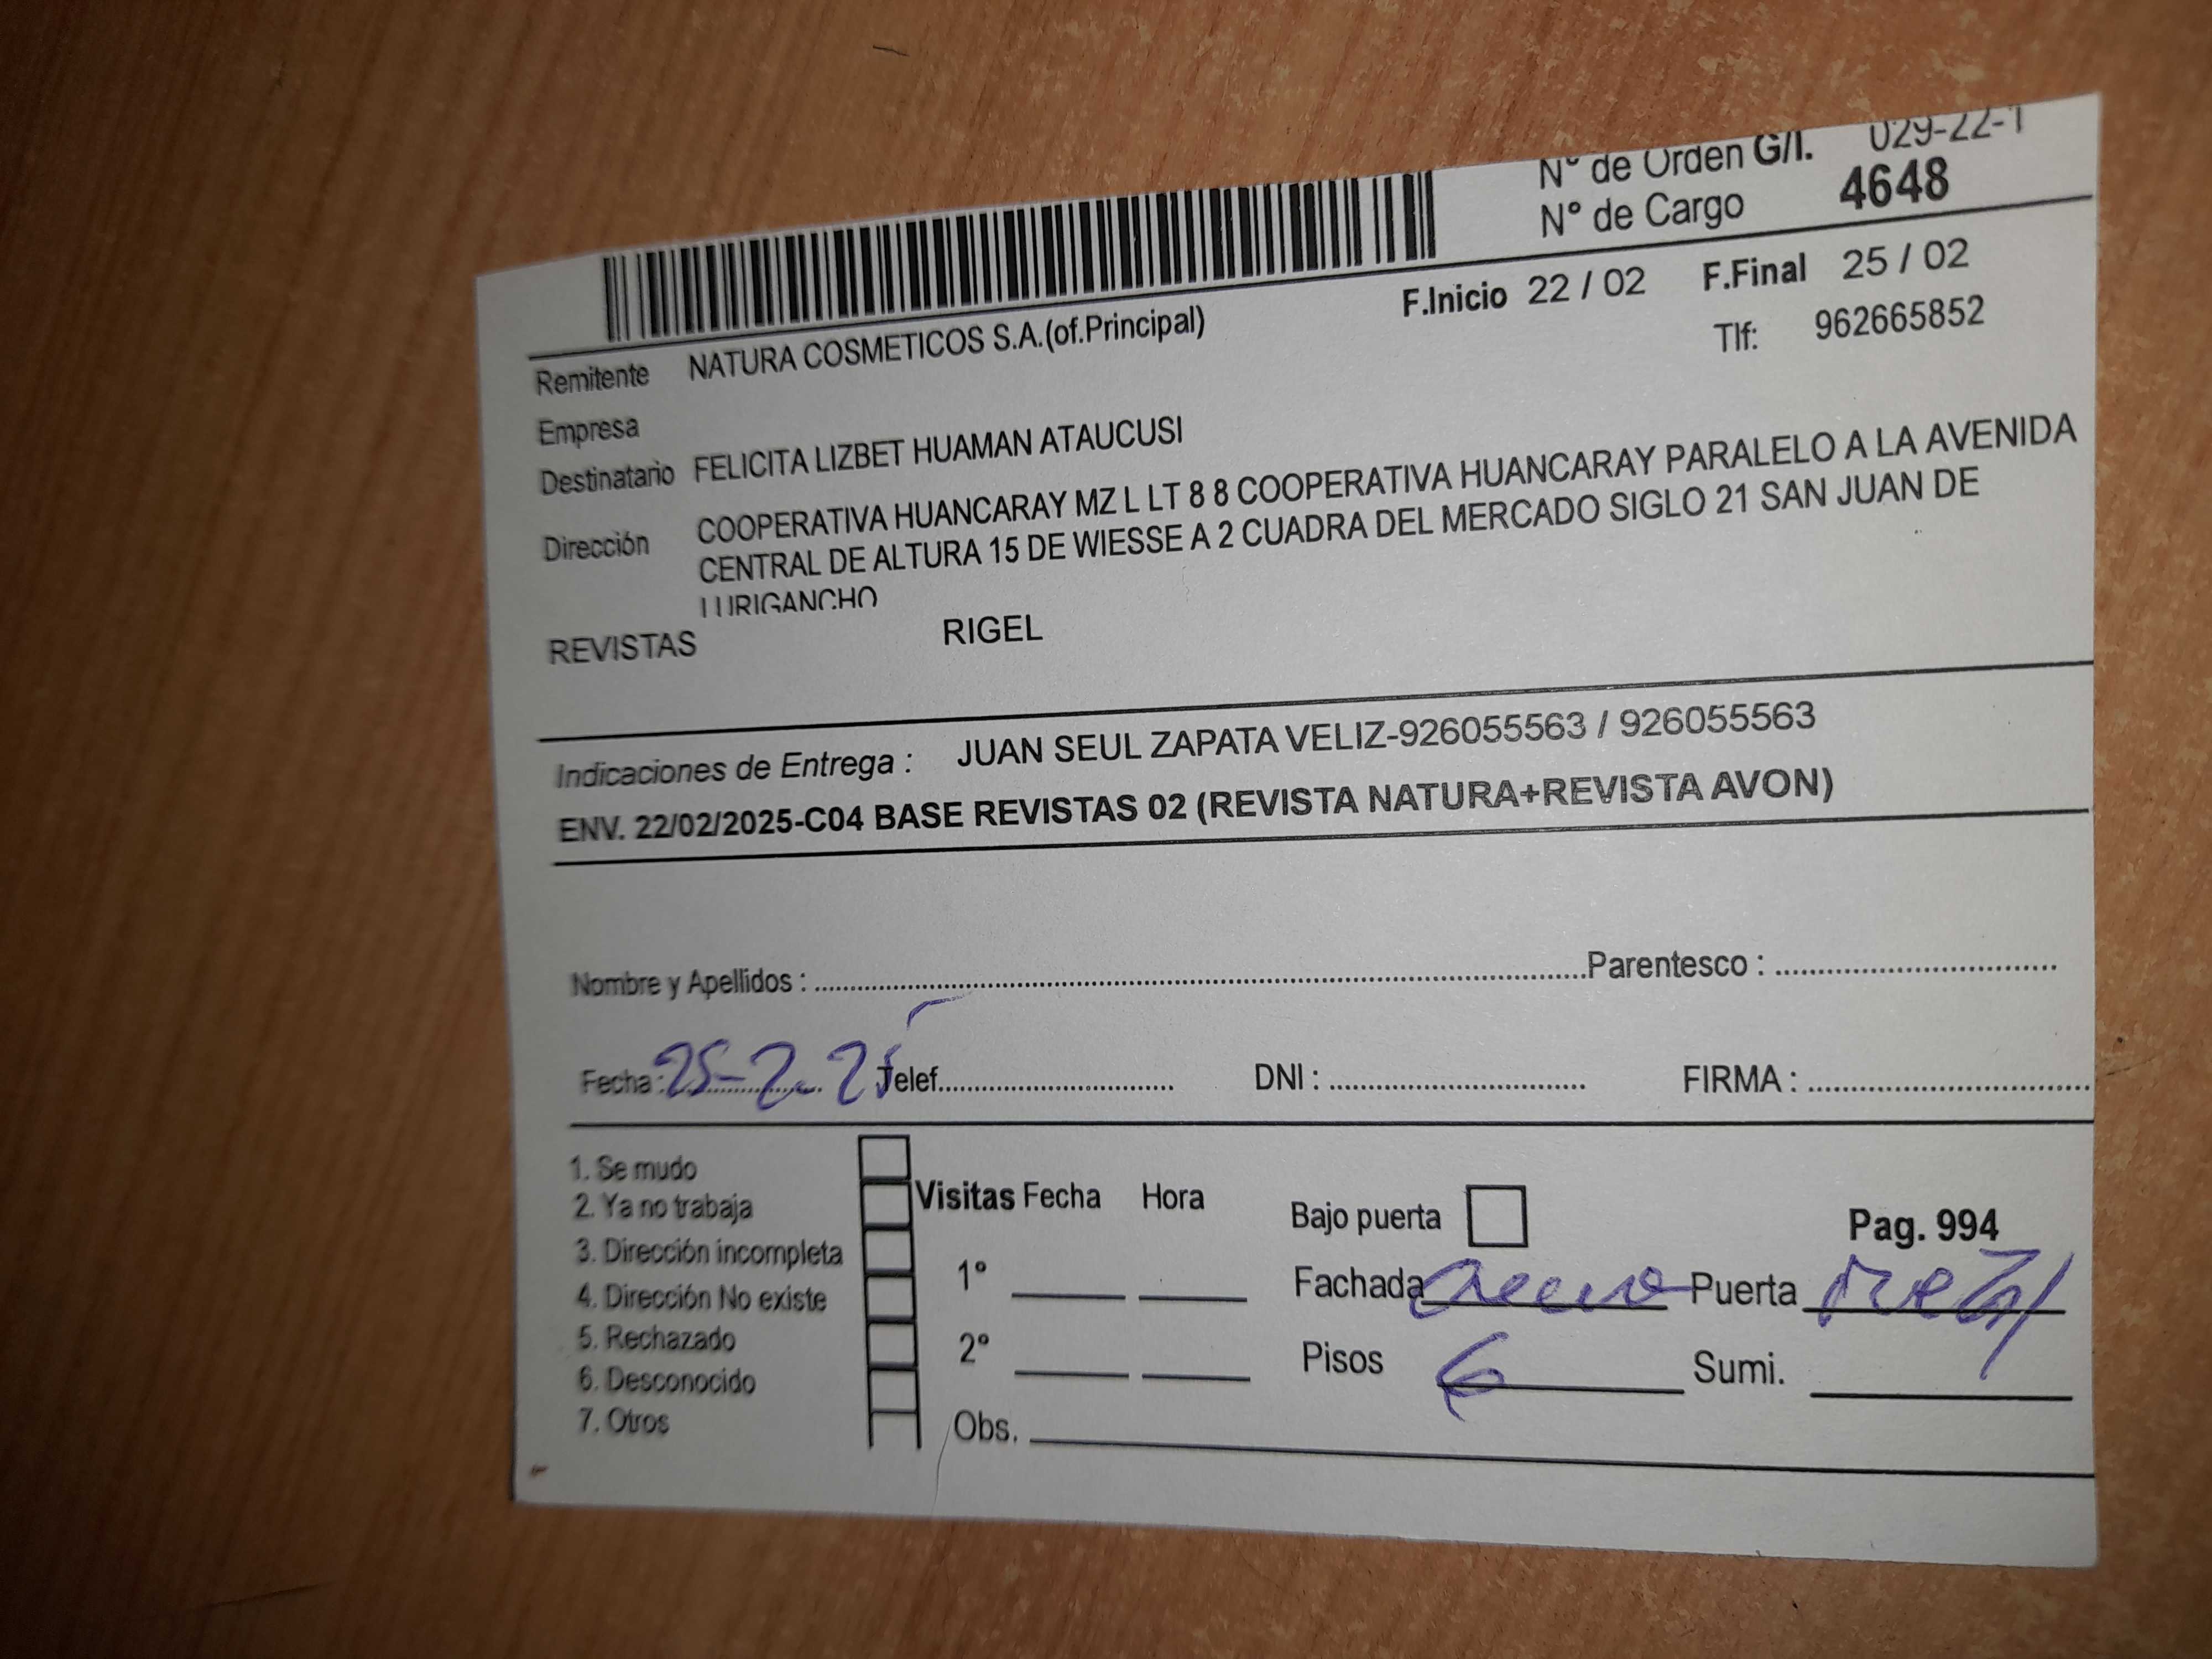 N° de Orden G/I. 029-22-1
N° de Cargo 4648
F.Inicio 22 / 02 F.Final 25 / 02
Remitente NATURA COSMETICOS S.A.(of.Principal) Tlf: 962665852
Empresa
Destinatario FELICITA LIZBET HUAMAN ATAUCUSI
Dirección COOPERATIVA HUANCARAY MZ L LT 8 8 COOPERATIVA HUANCARAY PARALELO A LA AVENIDA
CENTRAL DE ALTURA 15 DE WIESSE A 2 CUADRA DEL MERCADO SIGLO 21 SAN JUAN DE
LURIGANCHO
REVISTAS RIGEL
Indicaciones de Entrega : JUAN SEUL ZAPATA VELIZ-926055563 / 926055563
ENV. 22/02/2025-C04 BASE REVISTAS 02 (REVISTA NATURA+REVISTA AVON)
Nombre y Apellidos : Parentesco :
Fecha : 25-2-25 Telef. DNI : FIRMA :
1. Se mudo
2. Ya no trabaja
3. Dirección incompleta
4. Dirección No existe
5. Rechazado
6. Desconocido
7. Otros
Visitas Fecha Hora
1°
2°
Obs.
Bajo puerta Pag. 994
Fachada Puerta metal
Pisos 6 Sumi.